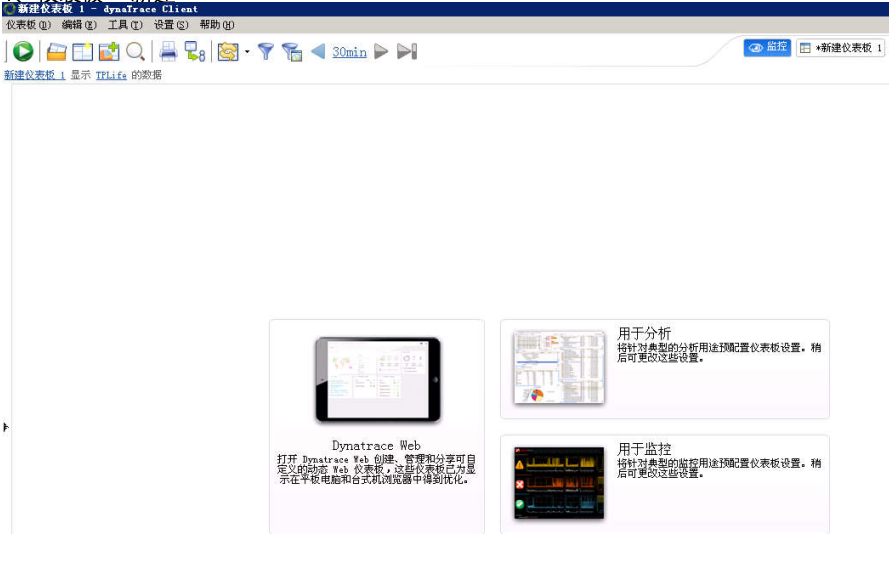 新建仪表板 1 - dynaTrace Client
仪表板(D) 编辑(E) 工具(T) 设置(S) 帮助(H)
30min
监控
*新建仪表板 1
新建仪表板 1 显示 TPLife 的数据
Dynatrace Web
打开 Dynatrace Web 创建、管理和分享可自
定义的动态 Web 仪表板，这些仪表板已为显
示在平板电脑和台式机浏览器中得到优化。
用于分析
将针对典型的分析用途预配置仪表板设置。稍
后可更改这些设置。
用于监控
将针对典型的监控用途预配置仪表板设置。稍
后可更改这些设置。